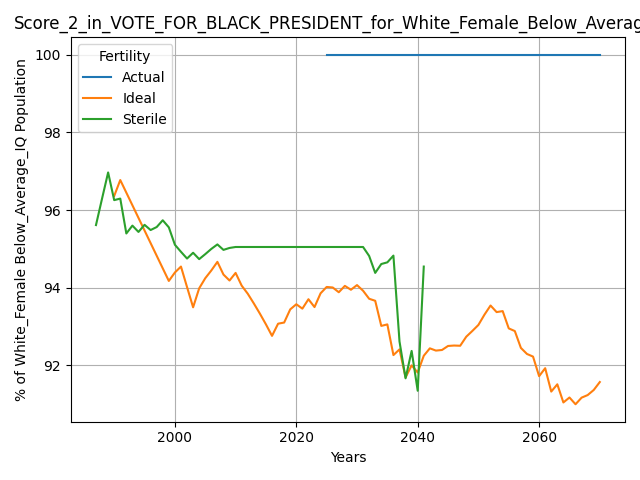 Score_2_in_VOTE_FOR_BLACK_PRESIDENT_for_White_Female_Below_Averag
Fertility
Actual
Ideal
Sterile
100
98
96
94
92
% of White_Female Below_Average_IQ Population
2000 2020 2040 2060
Years